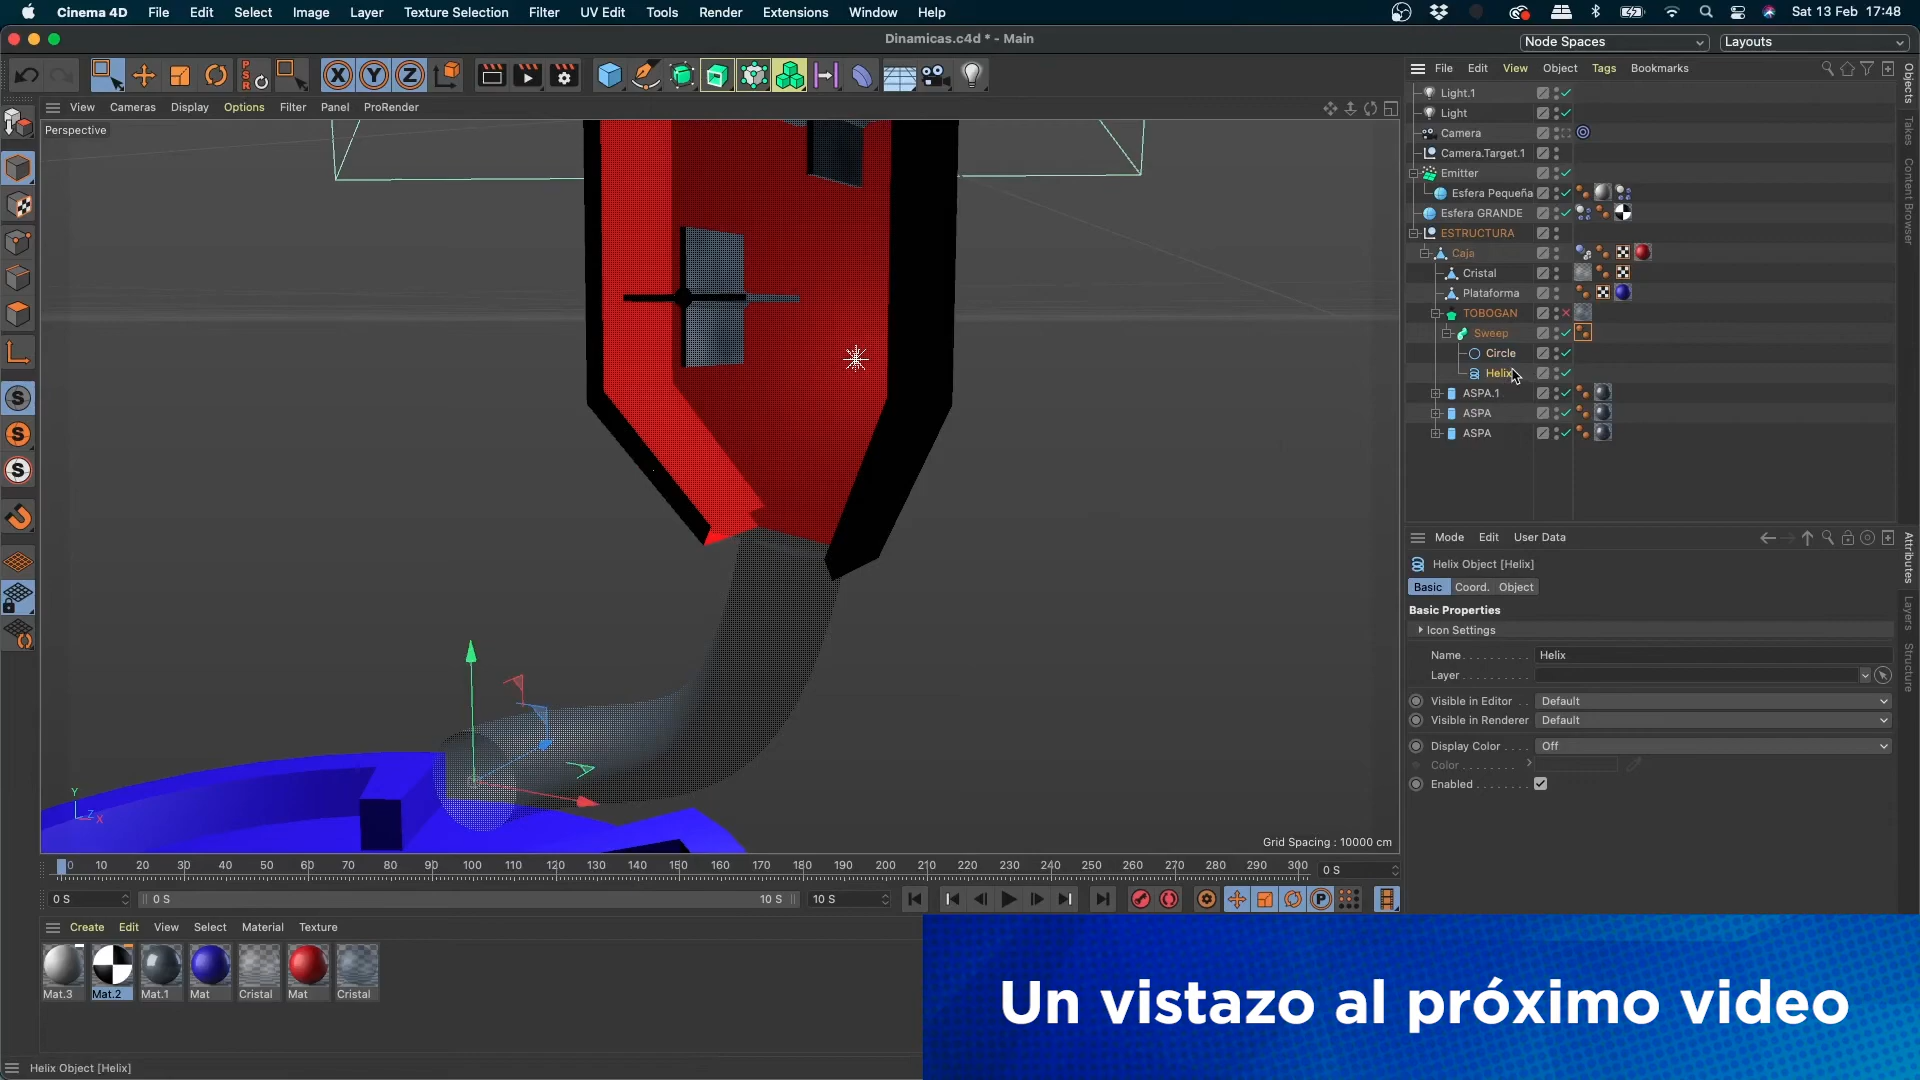 Cinema 4D File Edit Select Image Layer Texture Selection Filter UV Edit Tools Render Extensions Window Help Sat 13 Feb 17:48
Dinamicas.c4d * - Main
Node Spaces Layouts
View Cameras Display Options Filter Panel ProRender
Perspective
Grid Spacing : 10000 cm
Y
Z
X
0 10 20 30 40 50 60 70 80 90 100 110 120 130 140 150 160 170 180 190 200 210 220 230 240 250 260 270 280 290 300 0 S
0 S 0 S 10 S 10 S
Create Edit View Select Material Texture
Mat.3 Mat.2 Mat.1 Mat Cristal Mat Cristal
Helix Object [Helix]
File Edit View Object Tags Bookmarks
Light.1
Light
Camera
Camera.Target.1
Emitter
Esfera Pequeña
Esfera GRANDE
ESTRUCTURA
Caja
Cristal
Plataforma
TOBOGAN
Sweep
Circle
Helix
ASPA.1
ASPA
ASPA
Objects
Takes
Content Browser
Mode Edit User Data
Helix Object [Helix]
Basic Coord. Object
Basic Properties
Icon Settings
Name Helix
Layer
Visible in Editor Default
Visible in Renderer Default
Display Color Off
Color
Enabled
Attributes
Layers
Structure
Un vistazo al próximo video